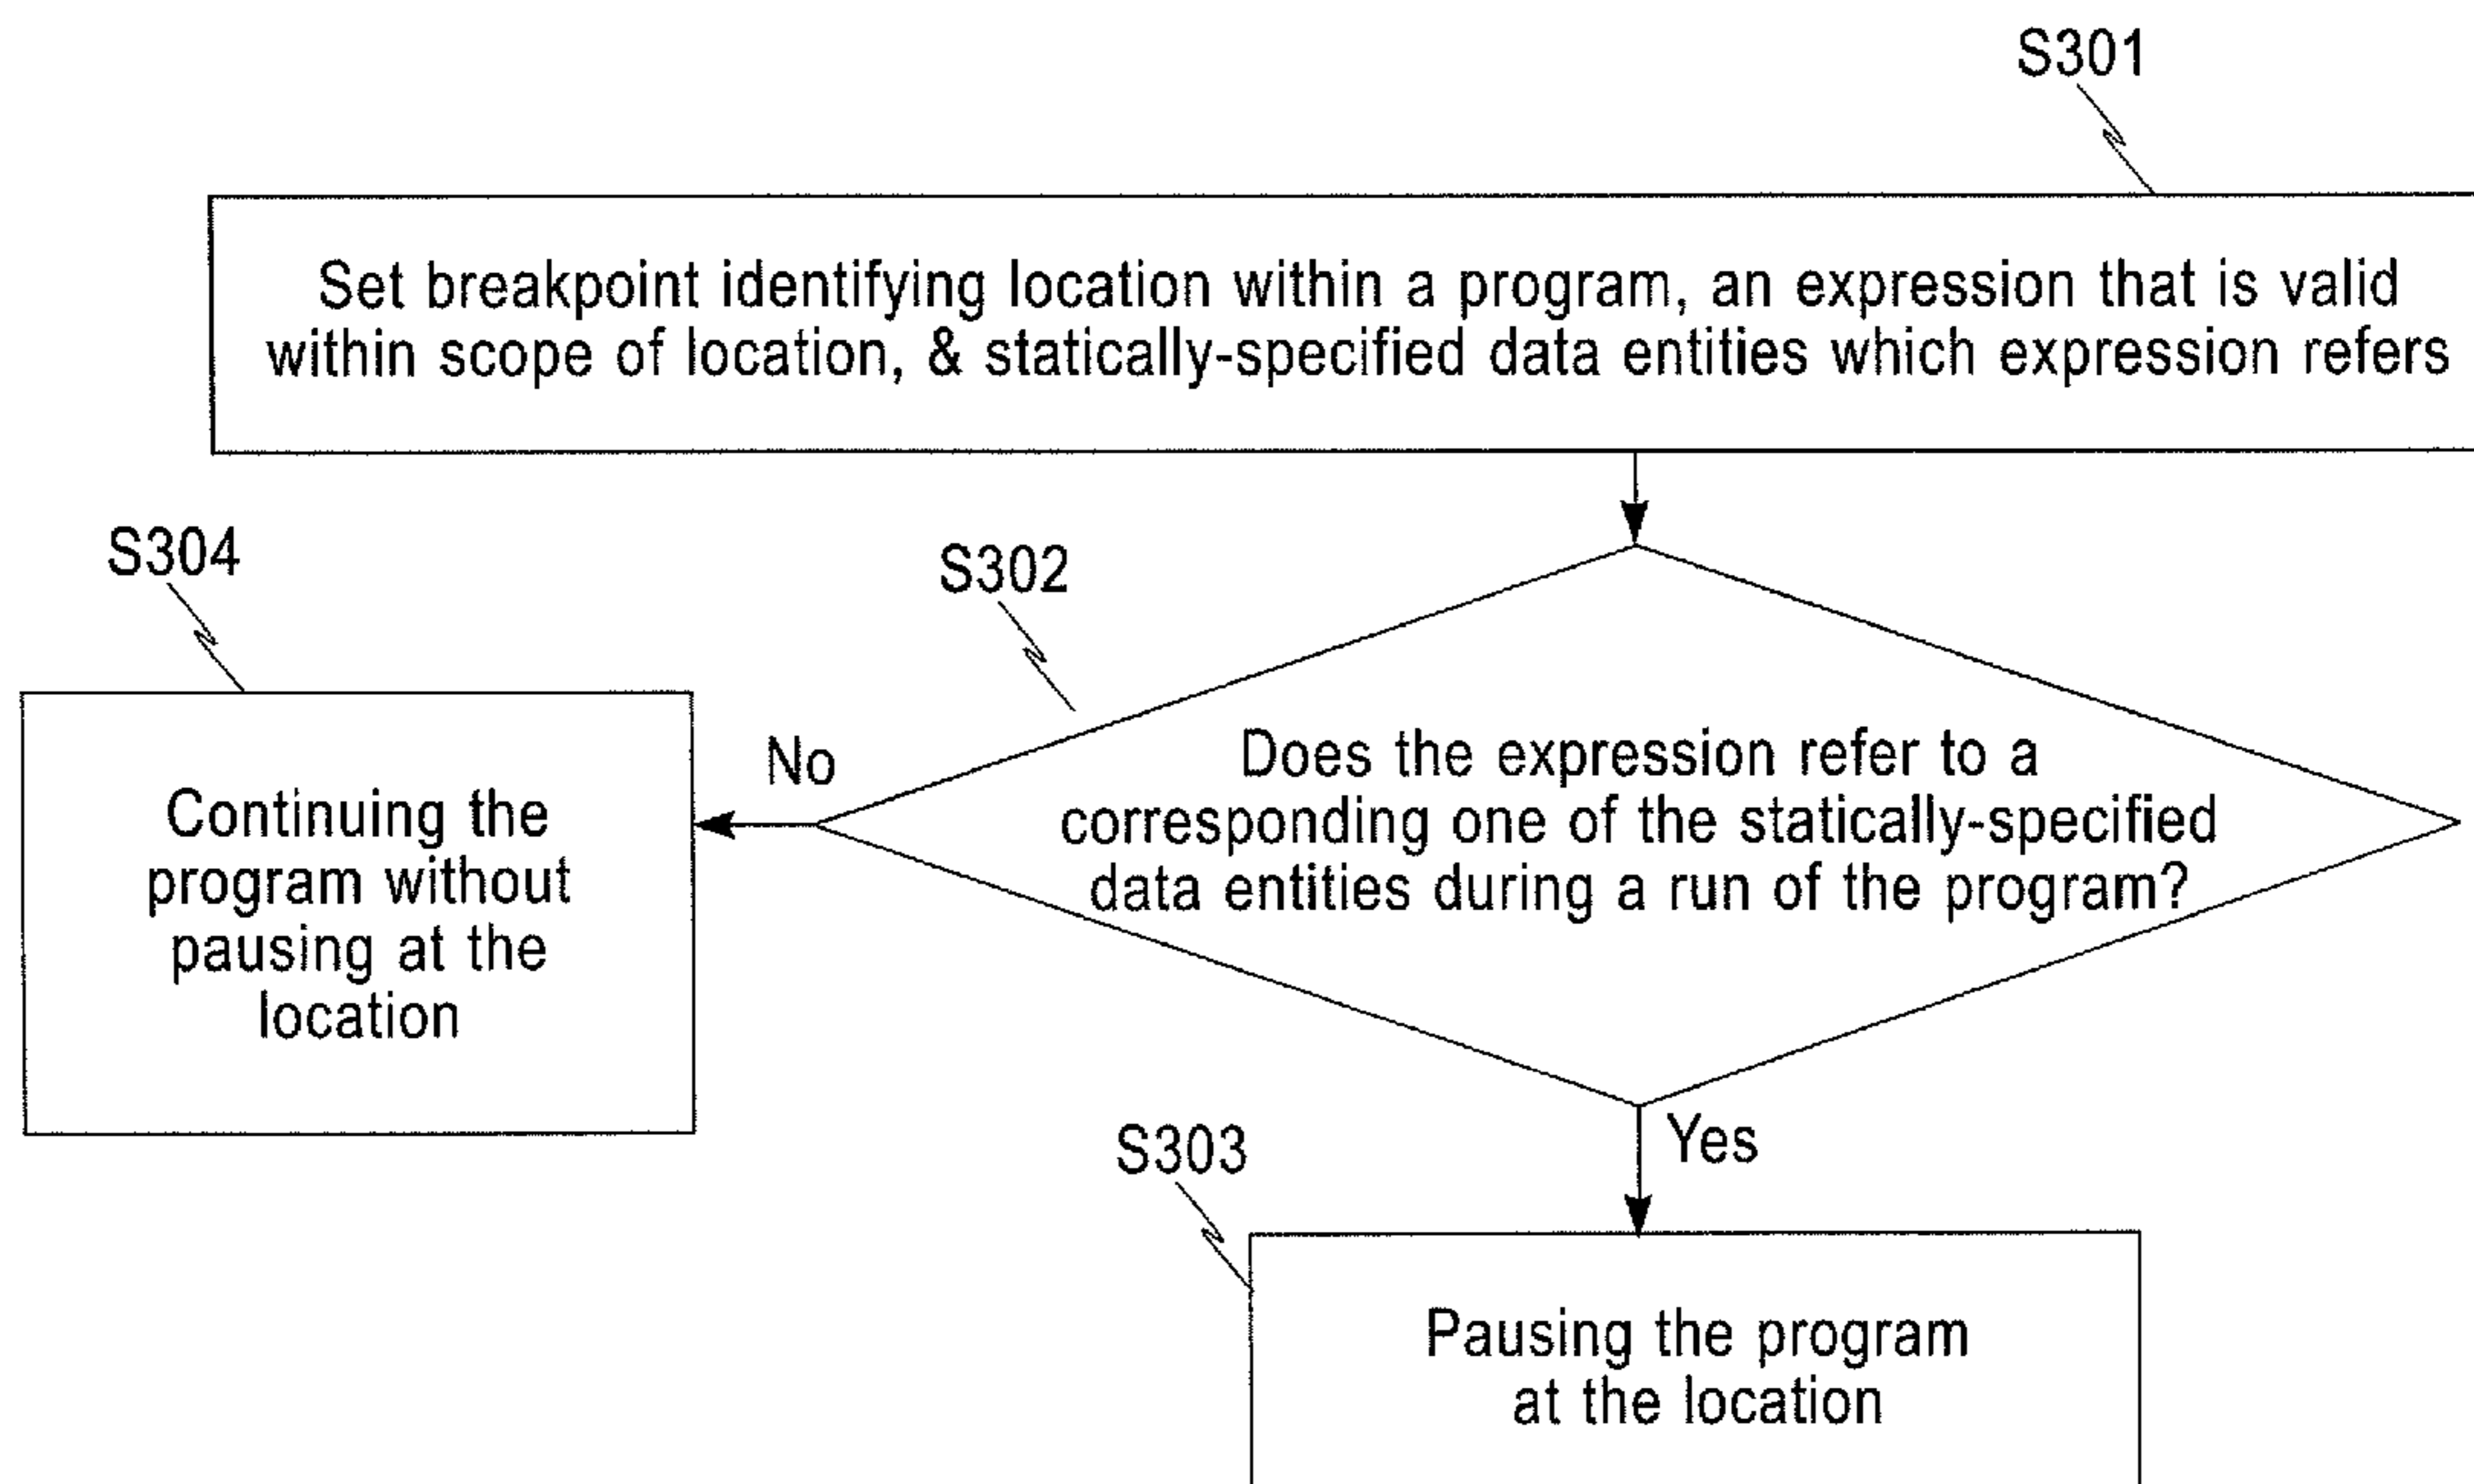 S301
Set breakpoint identifying location within a program, an expression that is valid
within scope of location, & statically-specified data entities which expression refers
S304
S302
No
Does the expression refer to a
corresponding one of the statically-specified
data entities during a run of the program?
Continuing the
program without
pausing at the
location
Yes
S303
Pausing the program
at the location